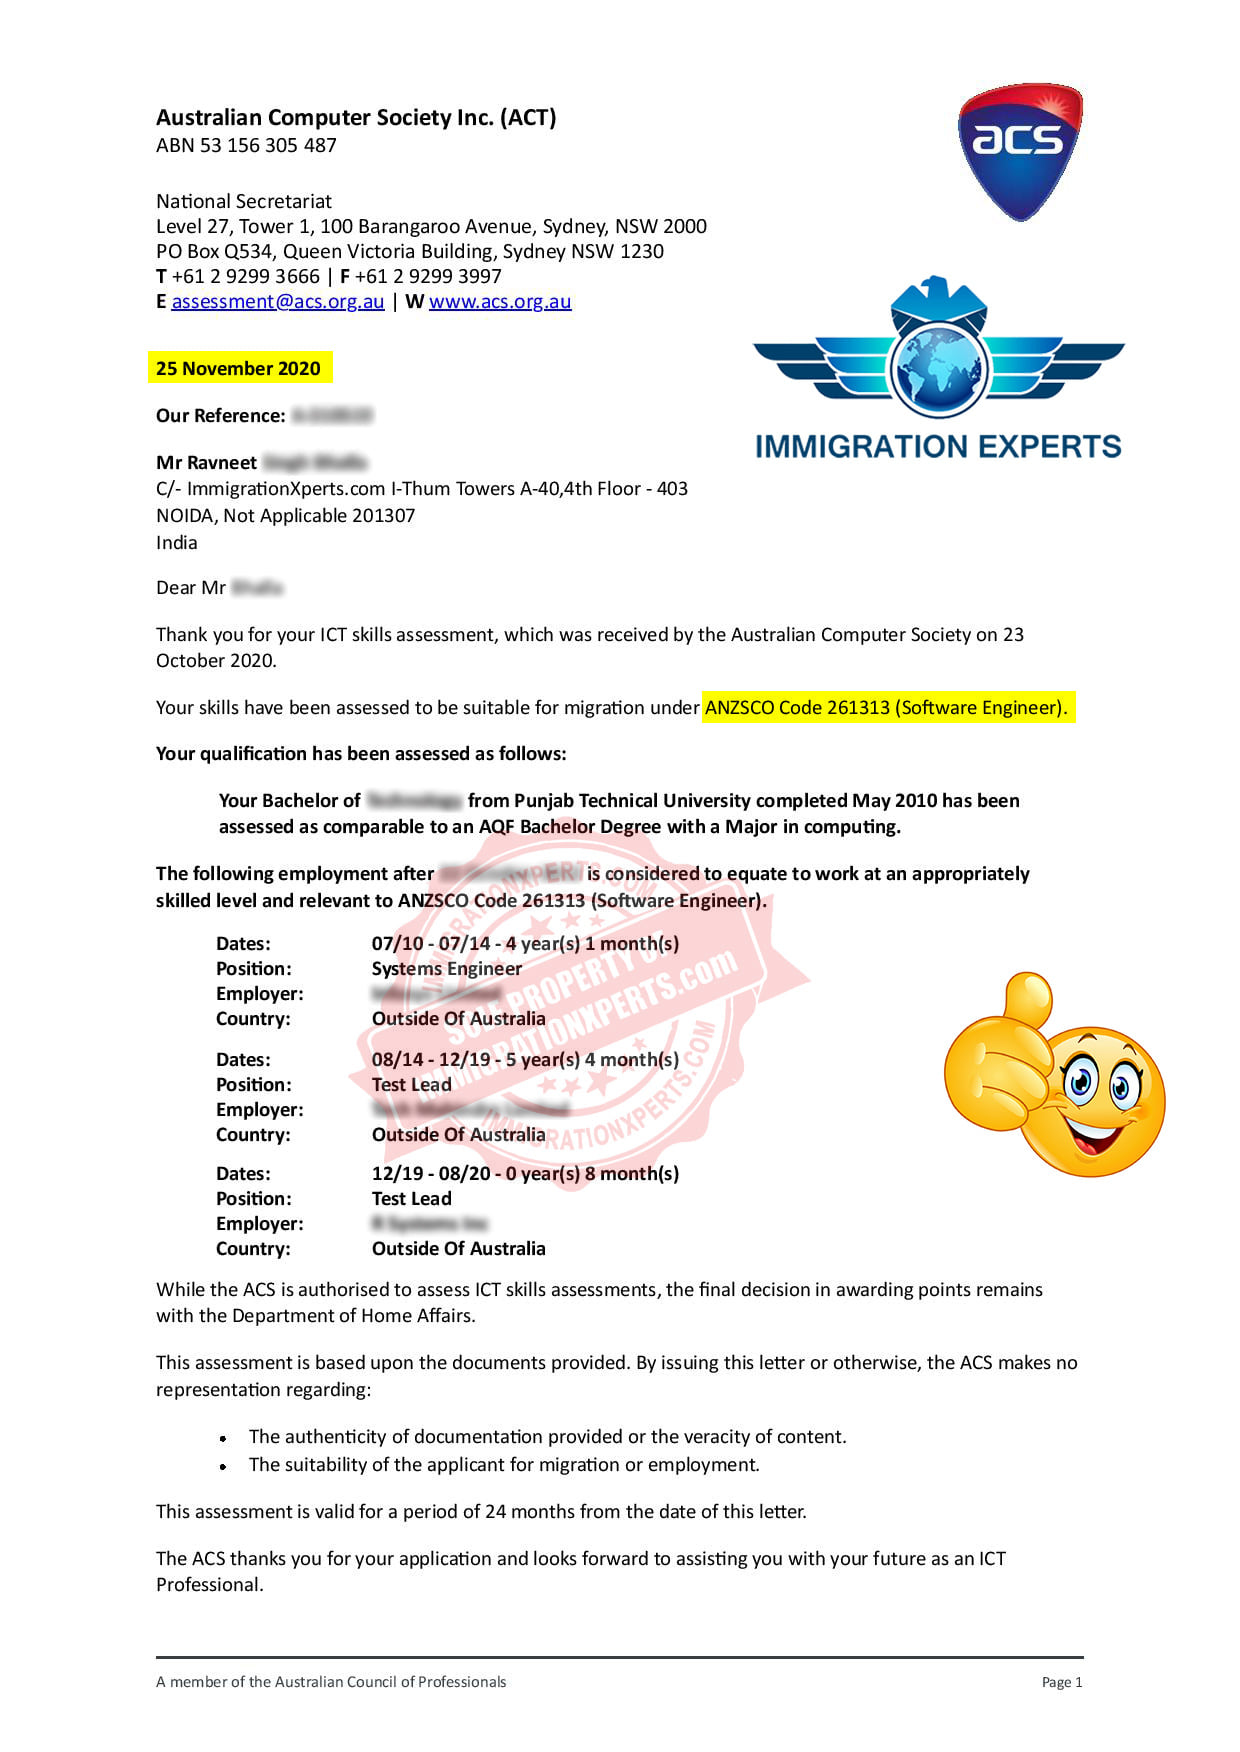 Australian Computer Society Inc. (ACT)
ABN 53 156 305 487
acs
National Secretariat
Level 27, Tower 1, 100 Barangaroo Avenue, Sydney, NSW 2000
PO Box Q534, Queen Victoria Building, Sydney NSW 1230
T +61 2 9299 3666 | F +61 2 9299 3997
E assessment@acs.org.au | W www.acs.org.au
IMMIGRATION EXPERTS
25 November 2020
Our Reference:
Mr Ravneet
C/- ImmigrationXperts.com I-Thum Towers A-40,4th Floor - 403
NOIDA, Not Applicable 201307
India
Dear Mr
Thank you for your ICT skills assessment, which was received by the Australian Computer Society on 23
October 2020.
Your skills have been assessed to be suitable for migration under ANZSCO Code 261313 (Software Engineer).
Your qualification has been assessed as follows:
Your Bachelor of from Punjab Technical University completed May 2010 has been
assessed as comparable to an AQF Bachelor Degree with a Major in computing.
The following employment after is considered to equate to work at an appropriately
skilled level and relevant to ANZSCO Code 261313 (Software Engineer).
Dates: 07/10 - 07/14 - 4 year(s) 1 month(s)
Position: Systems Engineer
Employer:
Country: Outside Of Australia
Dates: 08/14 - 12/19 - 5 year(s) 4 month(s)
Position: Test Lead
Employer:
Country: Outside Of Australia
Dates: 12/19 - 08/20 - 0 year(s) 8 month(s)
Position: Test Lead
Employer:
Country: Outside Of Australia
IMMIGRATIONXPERTS.COM
SOLE PROPERTY OF
IMMIGRATIONXPERTS.com
IMMIGRATIONXPERTS.COM
While the ACS is authorised to assess ICT skills assessments, the final decision in awarding points remains
with the Department of Home Affairs.
This assessment is based upon the documents provided. By issuing this letter or otherwise, the ACS makes no
representation regarding:
• The authenticity of documentation provided or the veracity of content.
• The suitability of the applicant for migration or employment.
This assessment is valid for a period of 24 months from the date of this letter.
The ACS thanks you for your application and looks forward to assisting you with your future as an ICT
Professional.
A member of the Australian Council of Professionals
Page 1